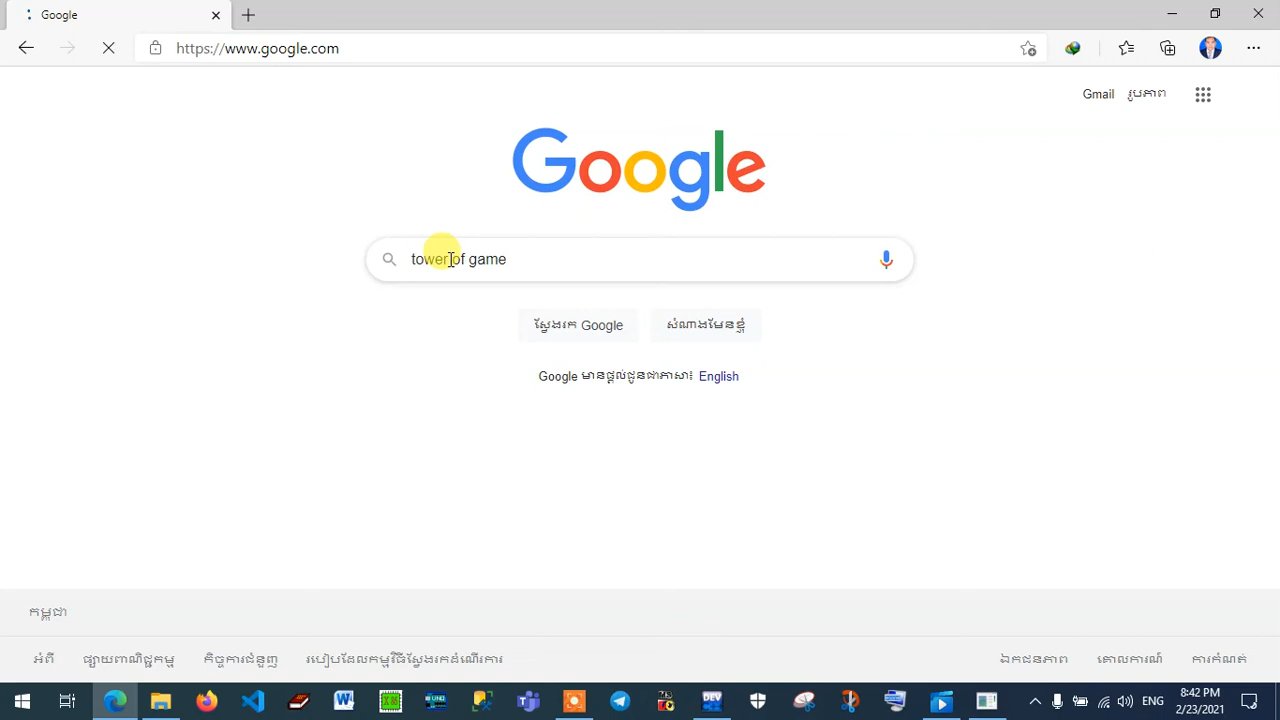 Google
https://www.google.com
Gmail រូបភាព
Google
tower of game
ស្វែងរក Google សំណាងមែនខ្ញុំ
Google មានផ្តល់ជូនជាភាសា៖ English
កម្ពុជា
អំពី ផ្សាយពាណិជ្ជកម្ម កិច្ចការជំនួញ របៀបដែលកម្មវិធីស្វែងរកដំណើរការ ឯកជនភាព គោលការណ៍ ការកំណត់
ENG
8:42 PM
2/23/2021